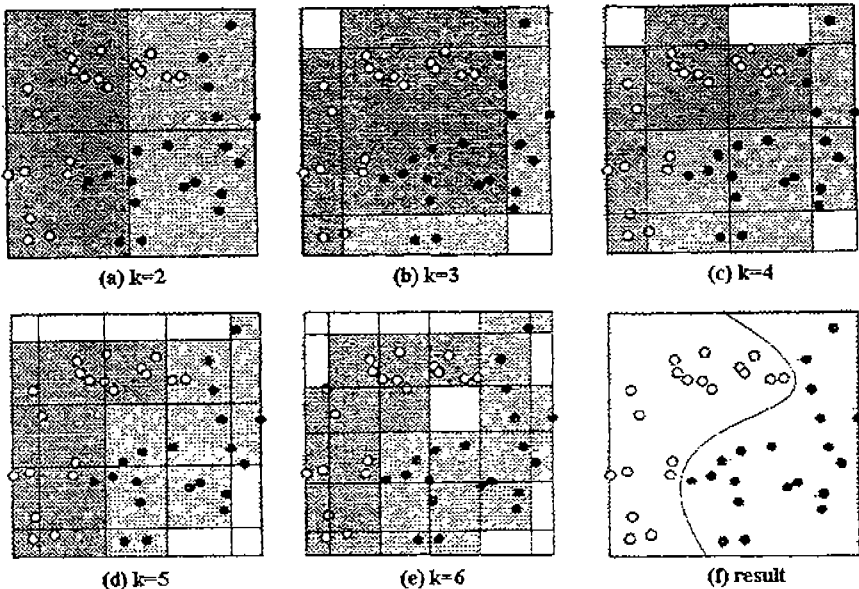 (a) k=2
(b) k=3
(c) k=4
(d) k=5
(e) k=6
(f) result